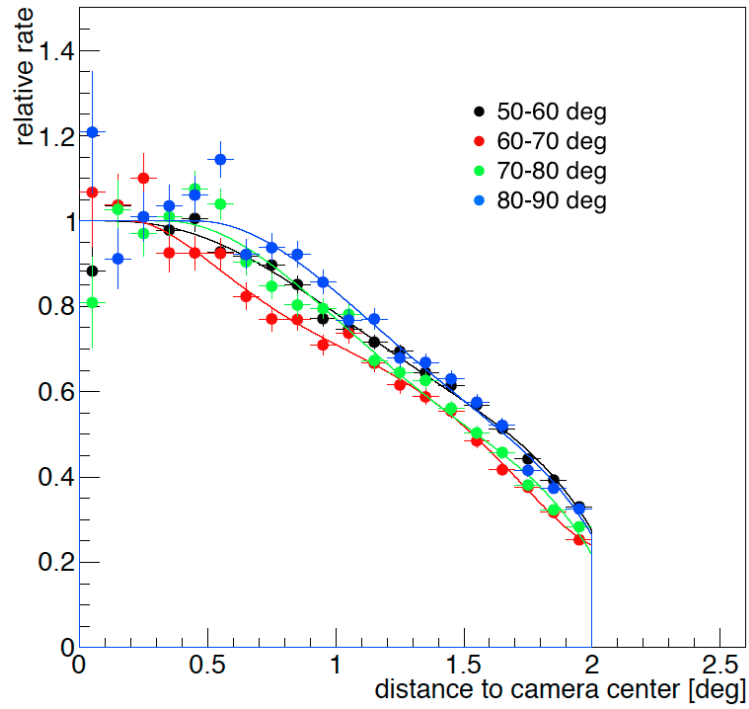 relative rate
1.4
1.2
1
0.8
0.6
0.4
0.2
0
50-60 deg
60-70 deg
70-80 deg
80-90 deg
0
0.5
1
1.5
2
2.5
distance to camera center [deg]